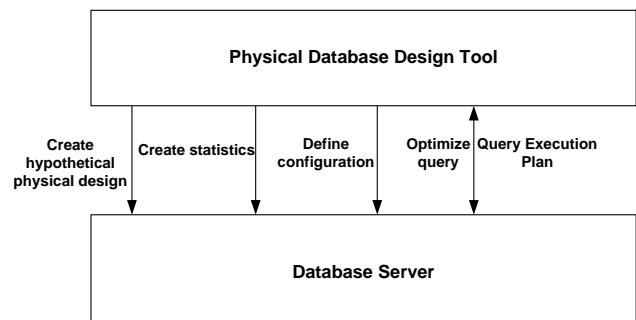 Physical Database Design Tool
Create
hypothetical
physical design
Create statistics
Define
configuration
Optimize
query
Query Execution
Plan
Database Server